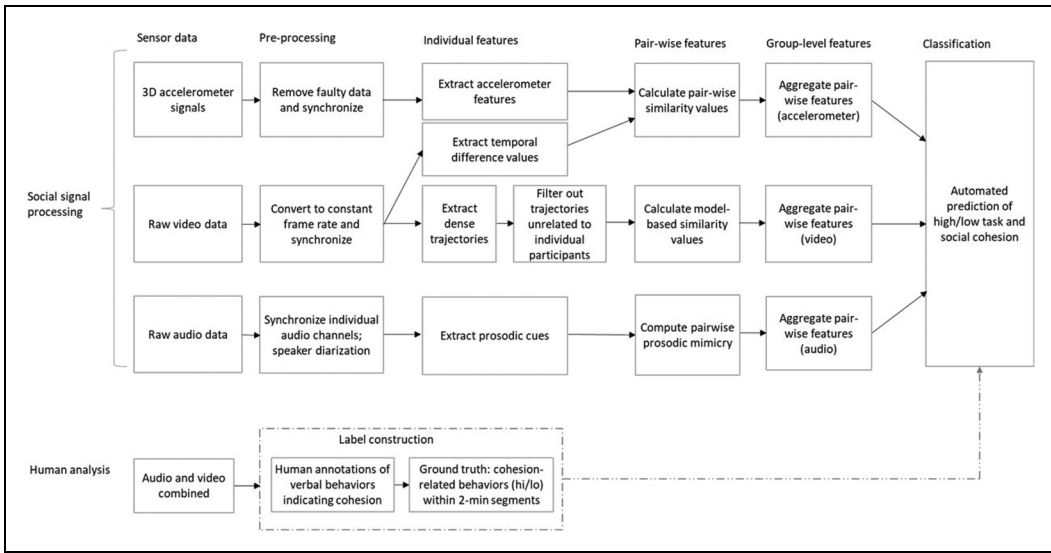 Sensor data
Pre-processing
Individual features
Pair-wise features
Group-level features
Classification
Social signal
processing
3D accelerometer
signals
Remove faulty data
and synchronize
Extract accelerometer
features
Calculate pair-wise
similarity values
Aggregate pair-
wise features
(accelerometer)
Extract temporal
difference values
Raw video data
Convert to constant
frame rate and
synchronize
Extract
dense
trajectories
Filter out
trajectories
unrelated to
individual
participants
Calculate model-
based similarity
values
Aggregate pair-
wise features
(video)
Automated
prediction of
high/low task and
social cohesion
Raw audio data
Synchronize individual
audio channels;
speaker diarization
Extract prosodic cues
Compute pairwise
prosodic mimicry
Aggregate pair-
wise features
(audio)
Human analysis
Audio and video
combined
Label construction
Human annotations of
verbal behaviors
indicating cohesion
Ground truth: cohesion-
related behaviors (hi/lo)
within 2-min segments